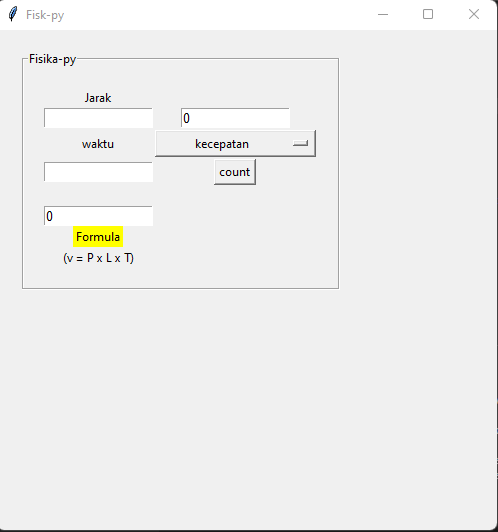 Fisk-py
Fisika-py
Jarak
0
waktu
kecepatan
count
0
Formula
(v = P x L x T)